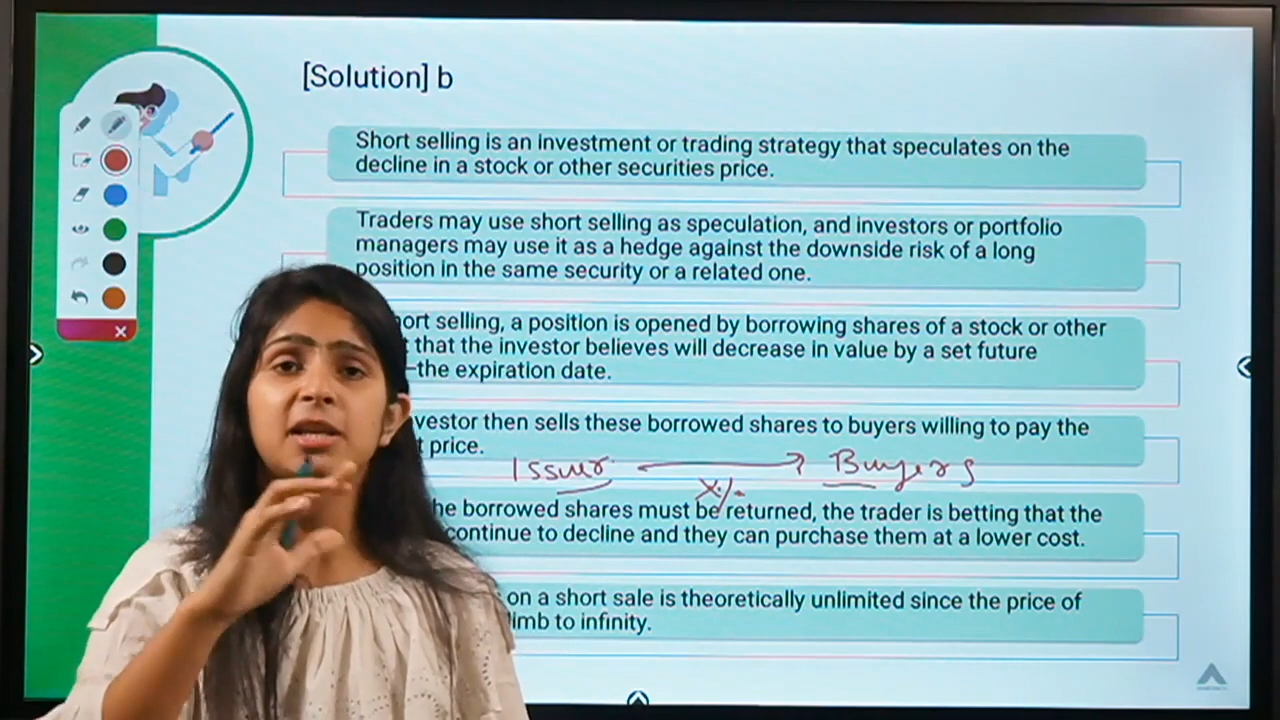 [Solution] b
Short selling is an investment or trading strategy that speculates on the
decline in a stock or other securities price.
Traders may use short selling as speculation, and investors or portfolio
managers may use it as a hedge against the downside risk of a long
position in the same security or a related one.
ort selling, a position is opened by borrowing shares of a stock or other
t that the investor believes will decrease in value by a set future
—the expiration date.
vestor then sells these borrowed shares to buyers willing to pay the
t price.
Issuer → Buyers
x%
he borrowed shares must be returned, the trader is betting that the
continue to decline and they can purchase them at a lower cost.
on a short sale is theoretically unlimited since the price of
imb to infinity.